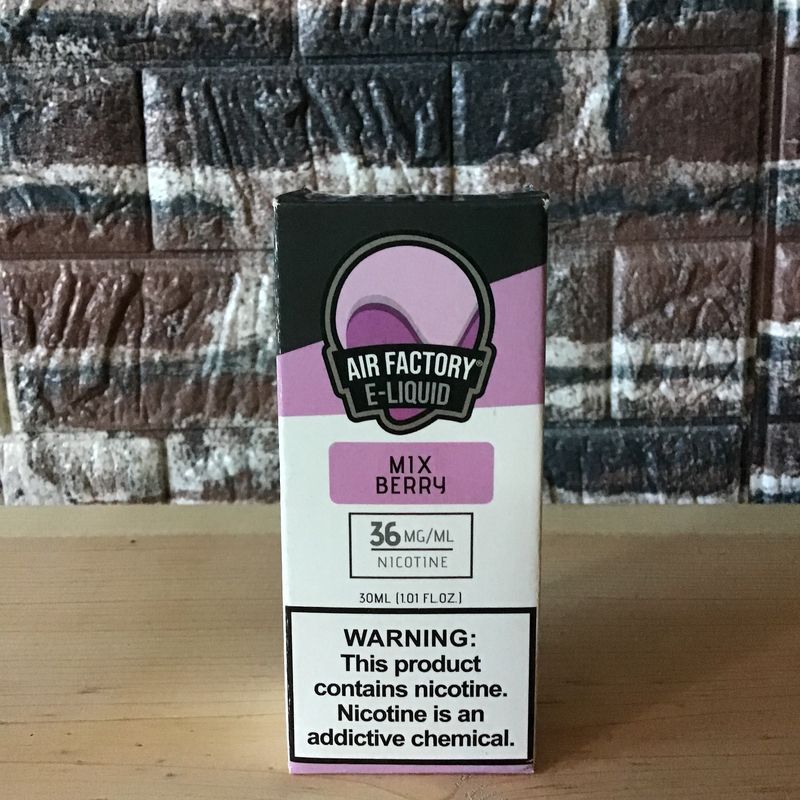 AIR FACTORY®
E-LIQUID
MIX
BERRY
36 MG/ML
NICOTINE
30ML (1.01 FL.OZ.)
WARNING:
This product
contains nicotine.
Nicotine is an
addictive chemical.